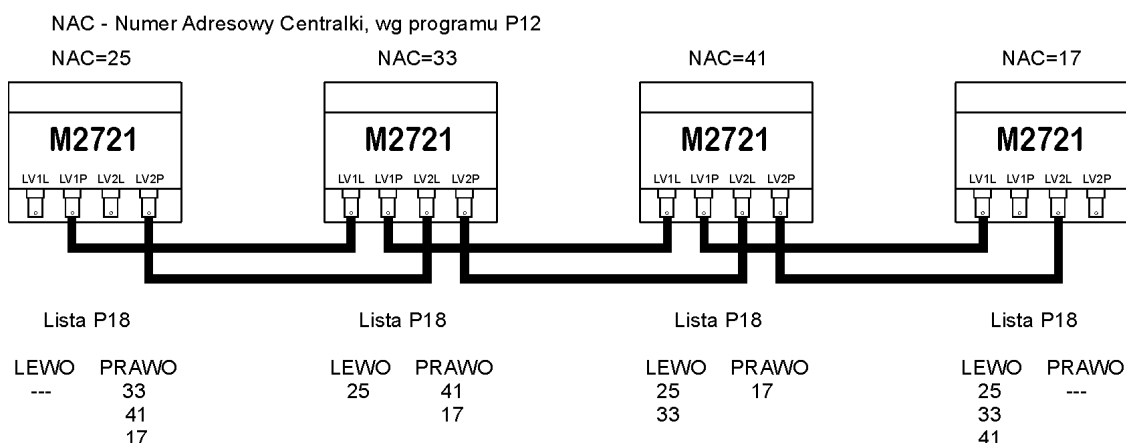 NAC - Numer Adresowy Centralki, wg programu P12
NAC=25 NAC=33 NAC=41 NAC=17
M2721 M2721 M2721 M2721
LV1L LV1P LV2L LV2P LV1L LV1P LV2L LV2P LV1L LV1P LV2L LV2P LV1L LV1P LV2L LV2P
Lista P18 Lista P18 Lista P18 Lista P18
LEWO PRAWO LEWO PRAWO LEWO PRAWO LEWO PRAWO
--- 33 25 41 25 17 25 ---
41 17 33 33
17 41